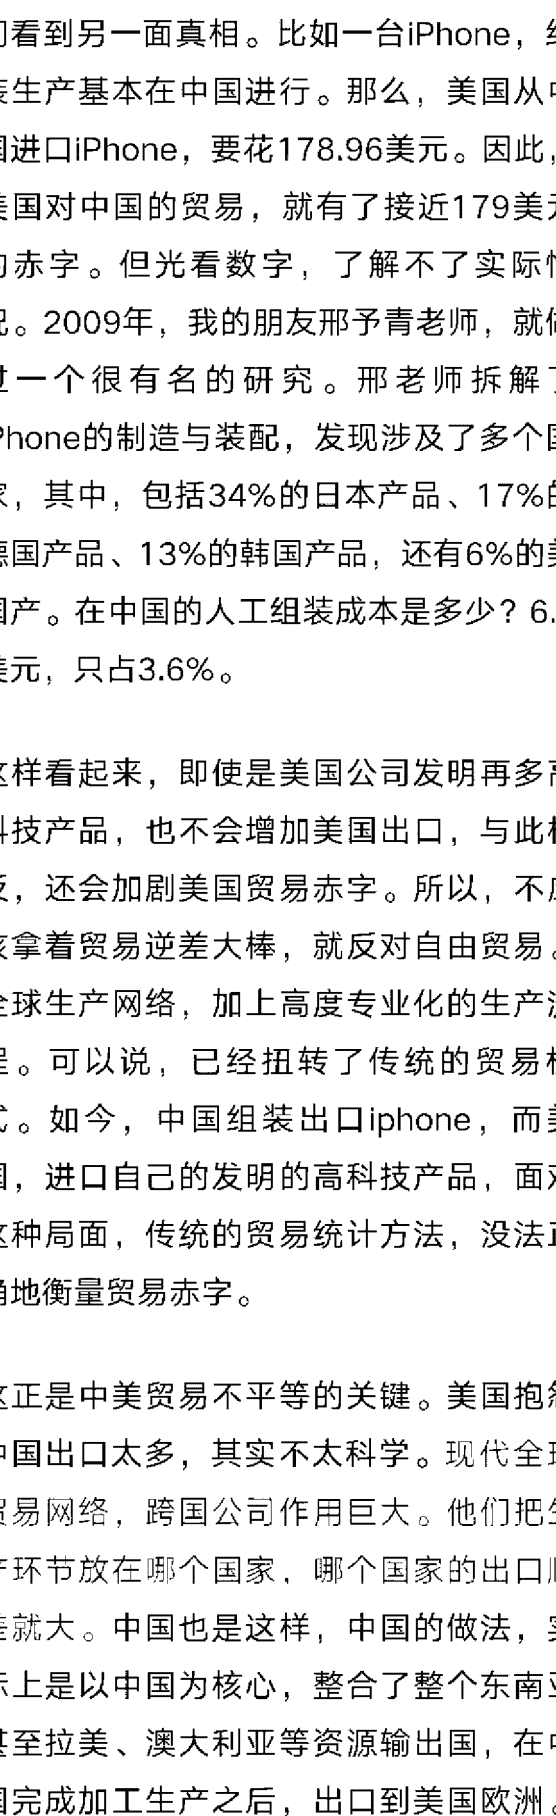 看到另一面真相。比如一台iPhone，
生产基本在中国进行。那么，美国从
进口iPhone，要花178.96美元。因此，
美国对中国的贸易，就有了接近179美元
赤字。但光看数字，了解不了实际
。2009年，我的朋友邢予青老师，就
过一个很有名的研究。邢老师拆解了
Phone的制造与装配，发现涉及了多个国
家，其中，包括34%的日本产品、17%的
德国产品、13%的韩国产品，还有6%的美
国产。在中国的人工组装成本是多少？6.
美元，只占3.6%。
这样看起来，即使是美国公司发明再多高
科技产品，也不会增加美国出口，与此
反，还会加剧美国贸易赤字。所以，不
该拿着贸易逆差大棒，就反对自由贸易。
全球生产网络，加上高度专业化的生产
程。可以说，已经扭转了传统的贸易
。如今，中国组装出口iphone，而美
国，进口自己的发明的高科技产品，面对
这种局面，传统的贸易统计方法，没法正
确地衡量贸易赤字。
这正是中美贸易不平等的关键。美国抱怨
中国出口太多，其实不太科学。现代全球
贸易网络，跨国公司作用巨大。他们把生
产环节放在哪个国家，哪个国家的出口
差就大。中国也是这样，中国的做法，实
际上是以中国为核心，整合了整个东南亚
甚至拉美、澳大利亚等资源输出国，在中
国完成加工生产之后，出口到美国欧洲。